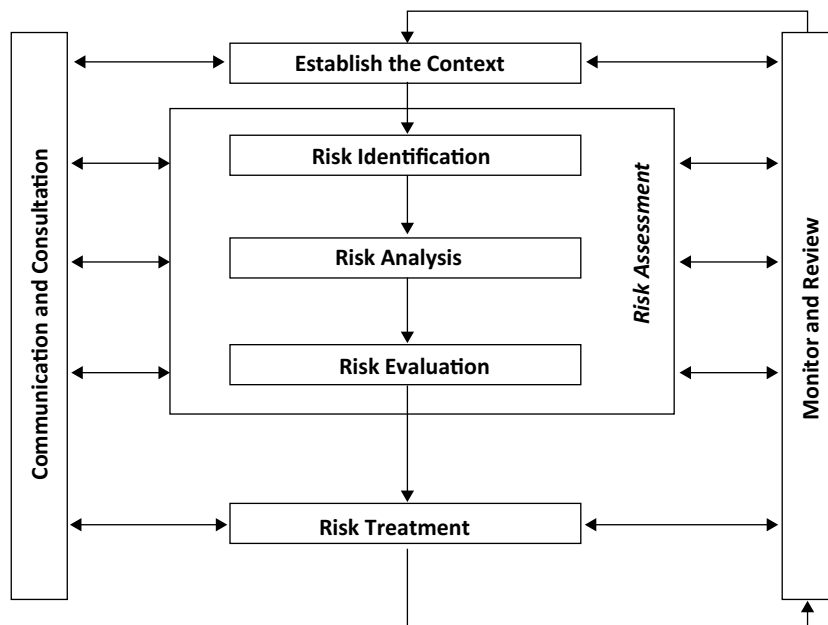 Establish the Context
Risk Identification
Risk Analysis
Risk Evaluation
Risk Treatment
Risk Assessment
Communication and Consultation
Monitor and Review